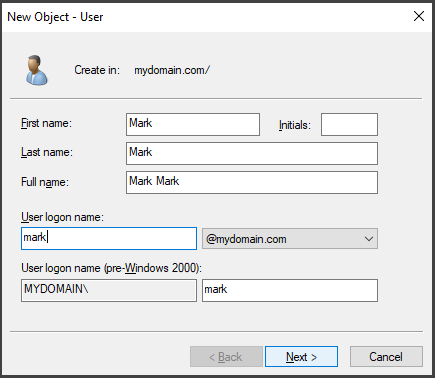 New Object - User
Create in: mydomain.com/
First name: Mark Initials:
Last name: Mark
Full name: Mark Mark
User logon name:
mark @mydomain.com
User logon name (pre-Windows 2000):
MYDOMAIN\ mark
< Back Next > Cancel